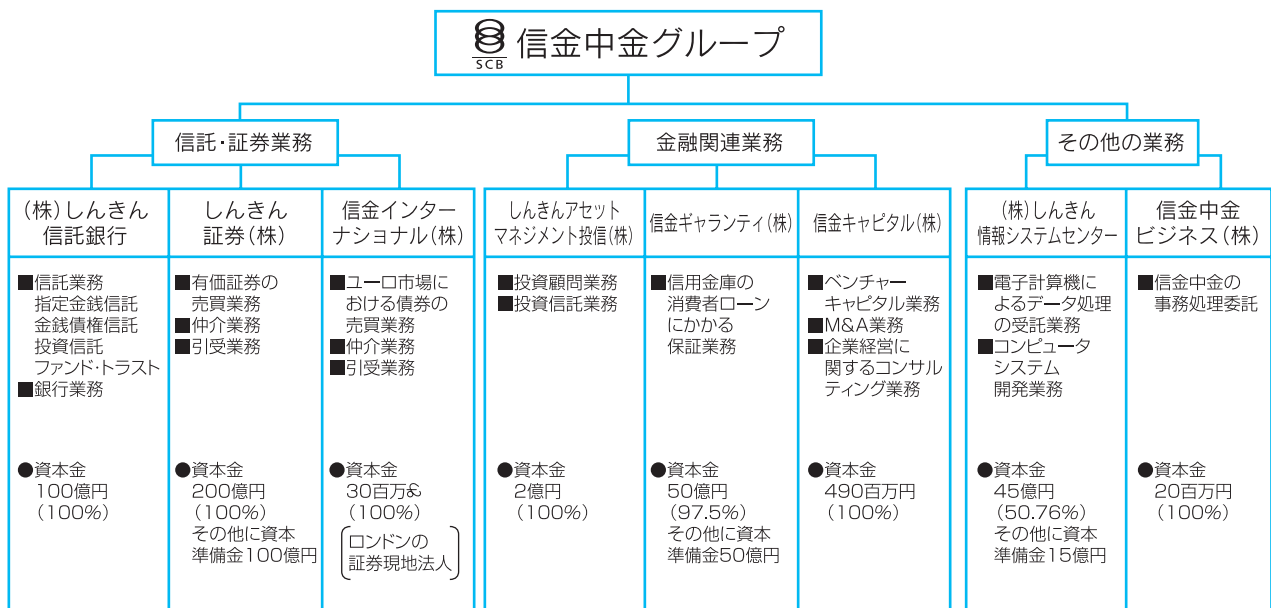 SCB
信金中金グループ
信託・証券業務
金融関連業務
その他の業務
(株)しんきん
信託銀行
■信託業務
指定金銭信託
金銭債権信託
投資信託
ファンド・トラスト
■銀行業務
●資本金
100億円
(100%)
しんきん
証券(株)
■有価証券の
売買業務
■仲介業務
■引受業務
●資本金
200億円
(100%)
その他に資本
準備金100億円
信金インター
ナショナル(株)
■ユーロ市場に
おける債券の
売買業務
■仲介業務
■引受業務
●資本金
30百万£
(100%)
ロンドンの
証券現地法人
しんきんアセット
マネジメント投信(株)
■投資顧問業務
■投資信託業務
●資本金
2億円
(100%)
信金ギャランティ(株)
■信用金庫の
消費者ローン
にかかる
保証業務
●資本金
50億円
(97.5%)
その他に資本
準備金50億円
信金キャピタル(株)
■ベンチャー
キャピタル業務
■M&A業務
■企業経営に
関するコンサル
ティング業務
●資本金
490百万円
(100%)
(株)しんきん
情報システムセンター
■電子計算機に
よるデータ処理
の受託業務
■コンピュータ
システム
開発業務
●資本金
45億円
(50.76%)
その他に資本
準備金15億円
信金中金
ビジネス(株)
■信金中金の
事務処理委託
●資本金
20百万円
(100%)